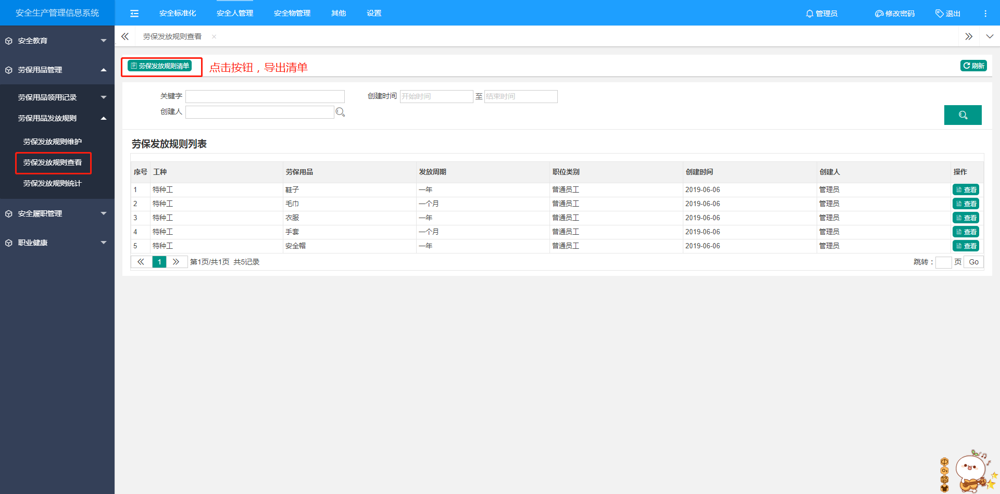 安全生产管理信息系统
安全标准化 安全人管理 安全物管理 其他 设置
管理员 修改密码 退出
安全教育
劳保用品管理
劳保用品领用记录
劳保用品发放规则
劳保发放规则维护
劳保发放规则查看
劳保发放规则统计
安全履职管理
职业健康
劳保发放规则查看
劳保发放规则清单 点击按钮，导出清单 刷新
关键字 创建时间 开始时间 至 结束时间
创建人
劳保发放规则列表
序号 工种 劳保用品 发放周期 职位类别 创建时间 创建人 操作
1 特种工 鞋子 一年 普通员工 2019-06-06 管理员 查看
2 特种工 毛巾 一个月 普通员工 2019-06-06 管理员 查看
3 特种工 衣服 一年 普通员工 2019-06-06 管理员 查看
4 特种工 手套 一个月 普通员工 2019-06-06 管理员 查看
5 特种工 安全帽 一年 普通员工 2019-06-06 管理员 查看
1 第1页/共1页 共5记录 跳转： 页 Go
中
简